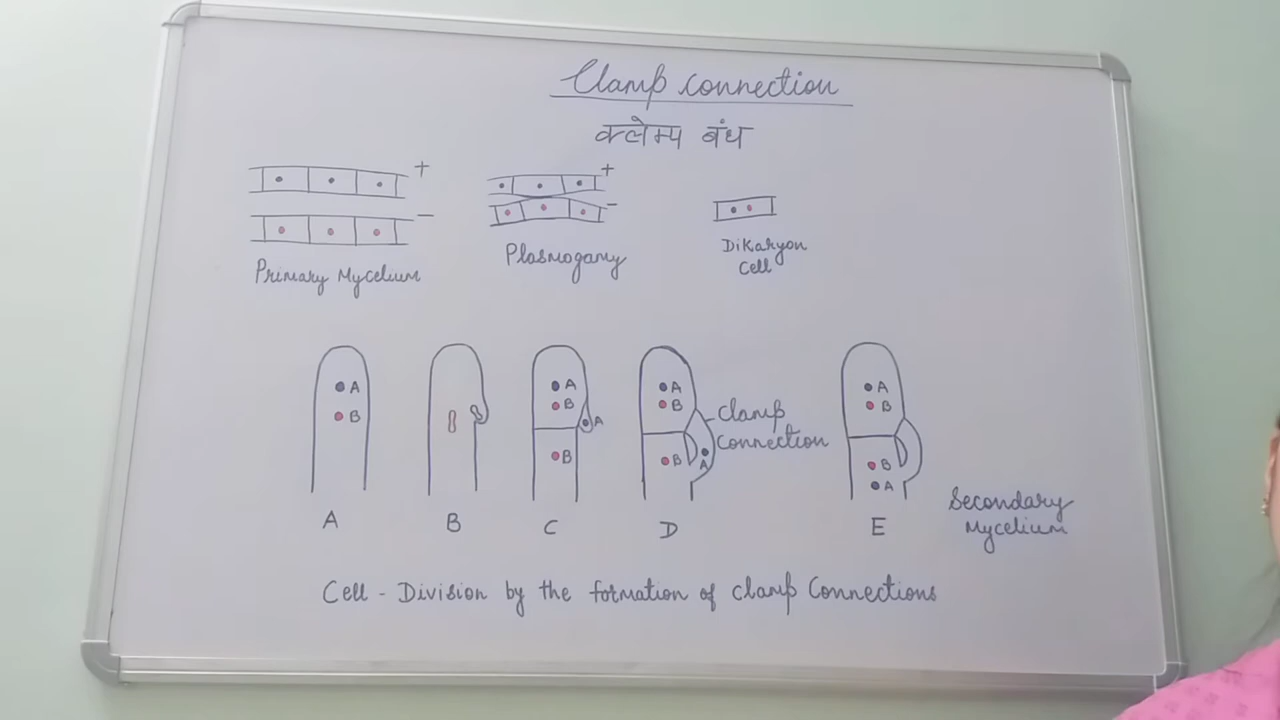 Clamp connection
क्लेम्प बंध
+
+
-
-
Primary Mycelium
Plasmogamy
Dikaryon
Cell
A
B
A
B
A
B
A
B
A
B
Clamp
Connection
A
A
B
B
A
Secondary
Mycelium
A
B
C
D
E
Cell - Division by the formation of clamp Connections